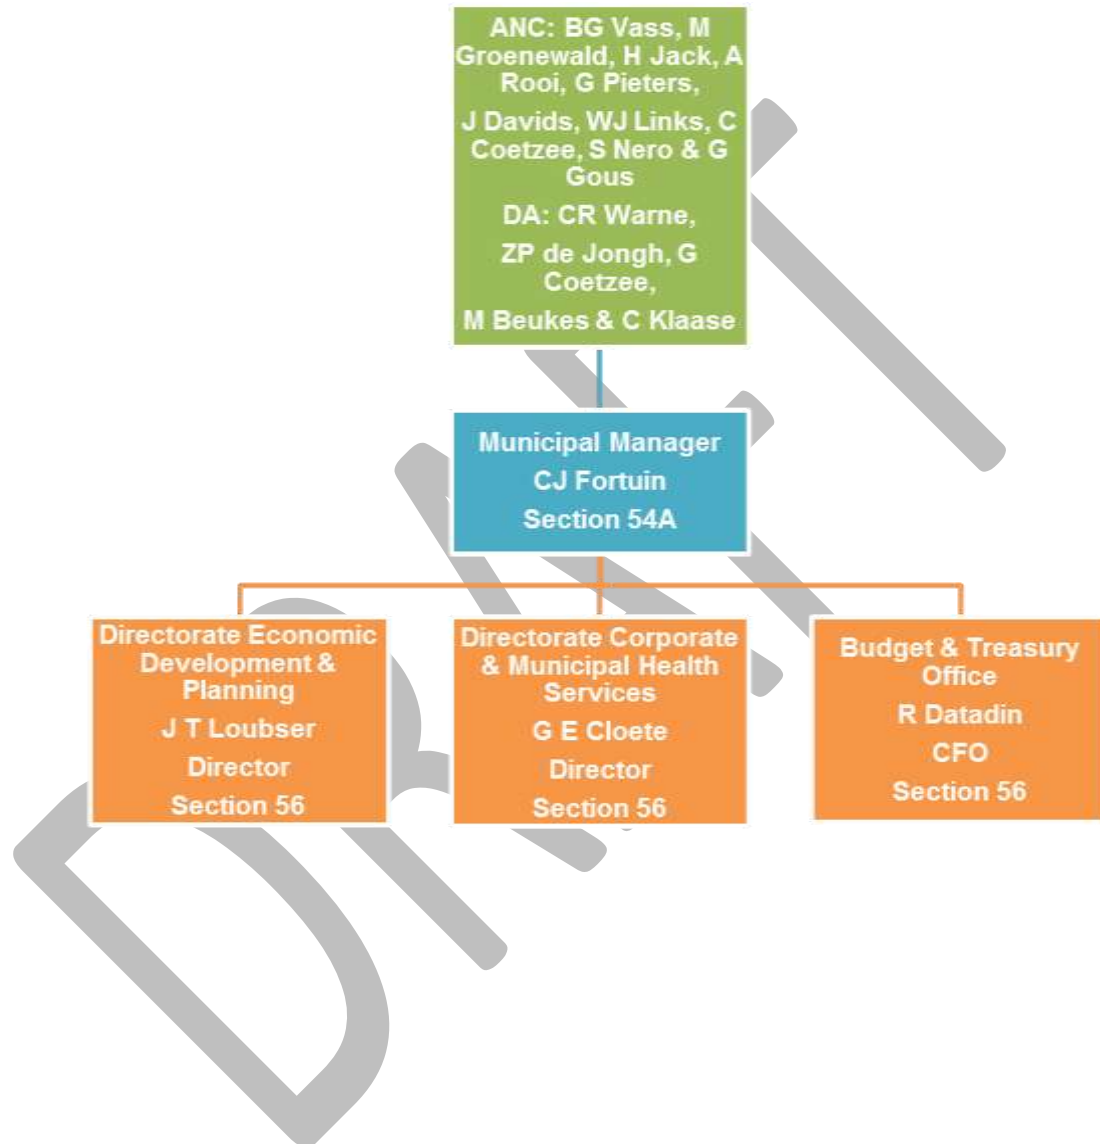 ANC: BG Vass, M
Groenewald, H Jack, A
Rooi, G Pieters,
J Davids, WJ Links, C
Coetzee, S Nero & G
Gous
DA: CR Warne,
ZP de Jongh, G
Coetzee,
M Beukes & C Klaase
Municipal Manager
CJ Fortuin
Section 54A
Directorate Economic
Development &
Planning
J T Loubser
Director
Section 56
Directorate Corporate
& Municipal Health
Services
G E Cloete
Director
Section 56
Budget & Treasury
Office
R Datadin
CFO
Section 56
DRAFT